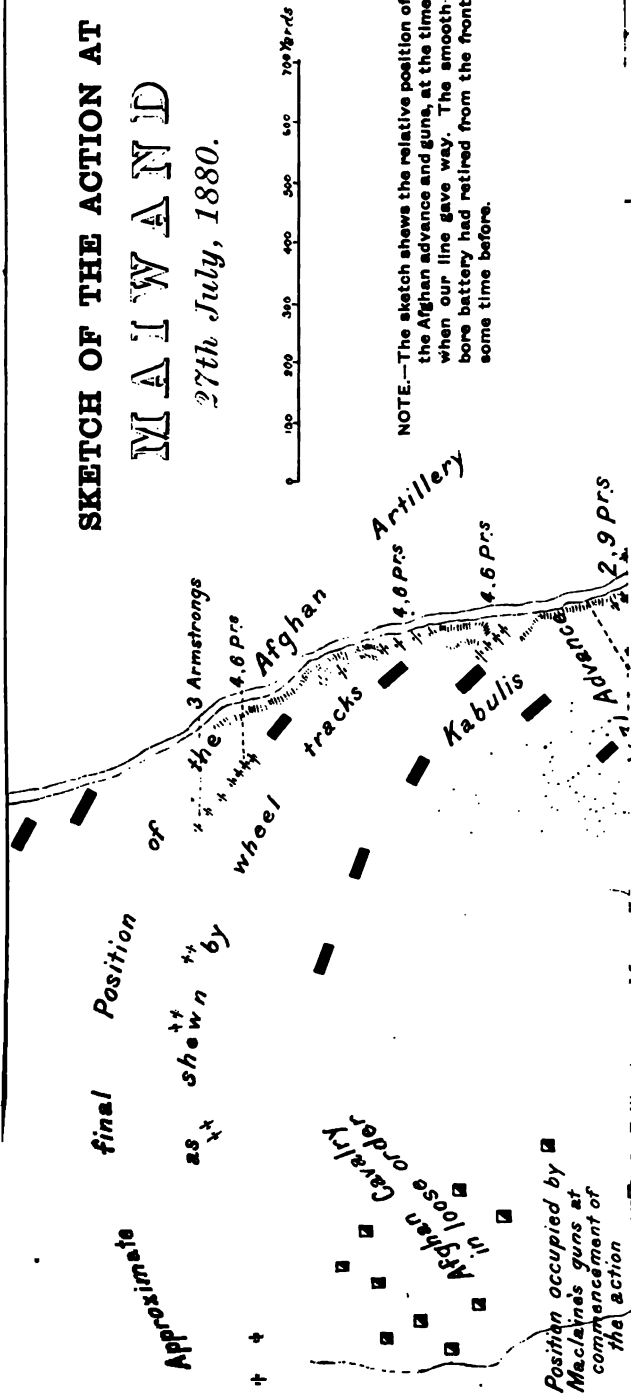 SKETCH OF THE ACTION AT
MAIWAND
27th July, 1880.
0 100 200 300 400 500 600 700 Yards
NOTE.—The sketch shews the relative position of
the Afghan advance and guns, at the time
when our line gave way. The smooth-
bore battery had retired from the front
some time before.
Approximate final Position of the Afghan Artillery
as shewn by wheel tracks
3 Armstrongs
4.6 Prs
4.6 Prs
4.6 Prs
2,9 Prs
Kabulis
Advance
Afghan Cavalry
in loose order
Position occupied by
Maclaine's guns at
commencement of
the action